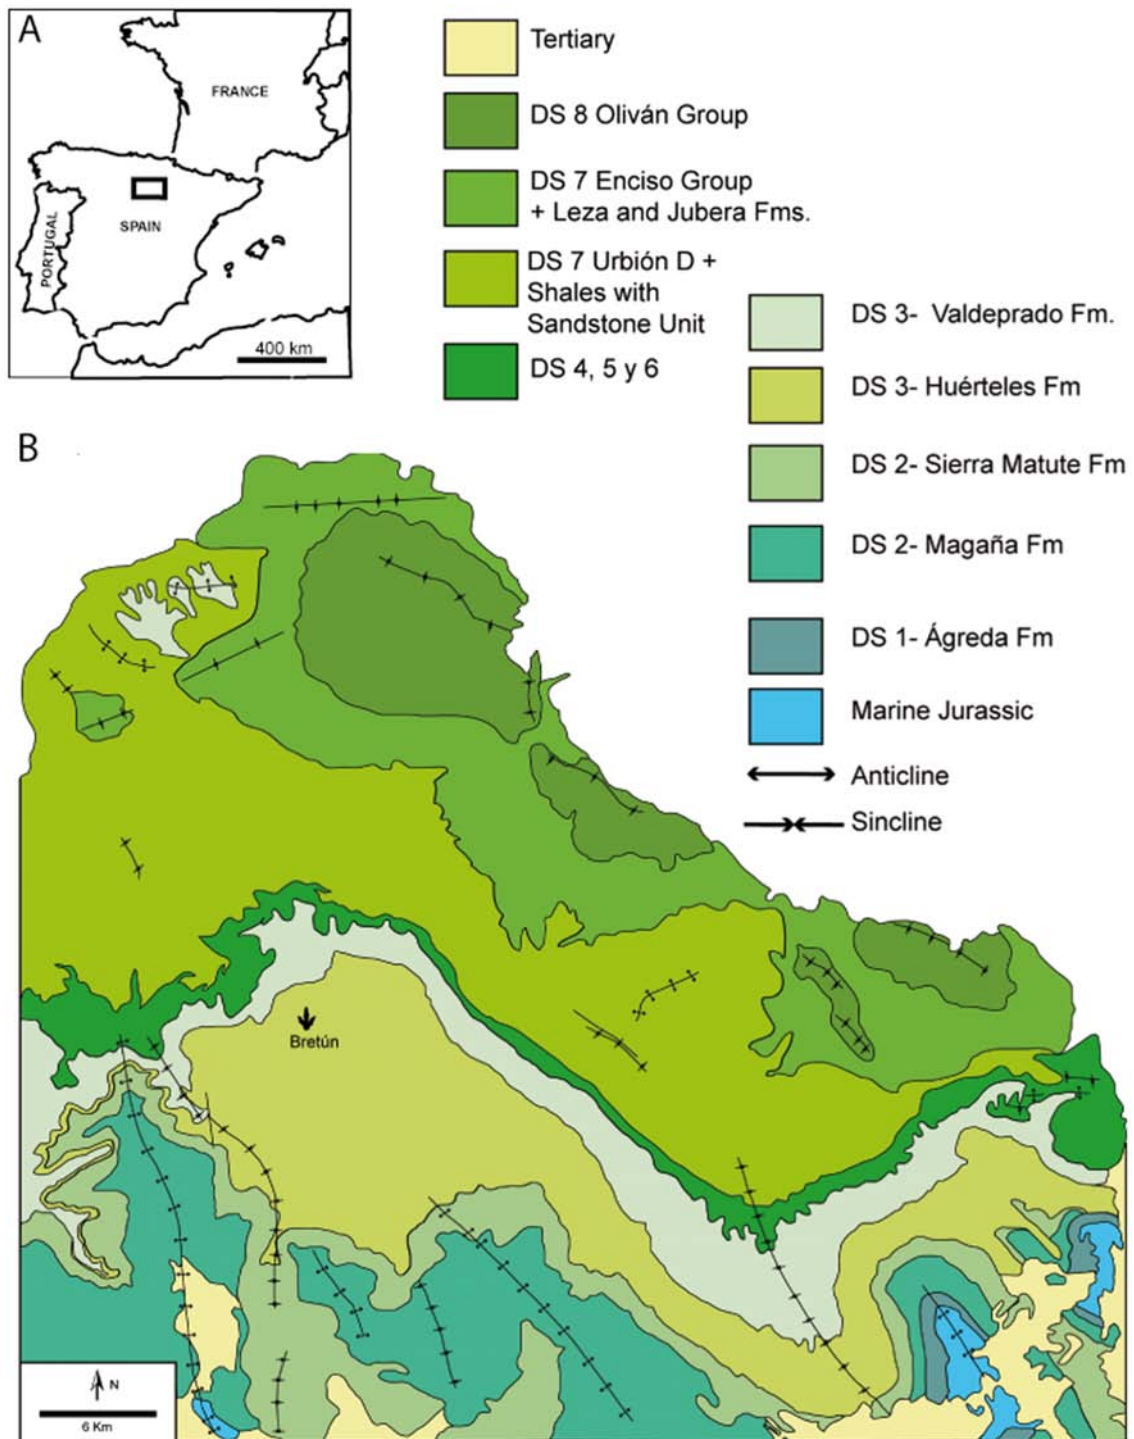 A
FRANCE
PORTUGAL
SPAIN
400 km
Tertiary
DS 8 Oliván Group
DS 7 Enciso Group
+ Leza and Jubera Fms.
DS 7 Urbión D +
Shales with
Sandstone Unit
DS 4, 5 y 6
DS 3- Valdeprado Fm.
DS 3- Huérteles Fm
DS 2- Sierra Matute Fm
DS 2- Magaña Fm
DS 1- Ágreda Fm
Marine Jurassic
Anticline
Sincline
B
Bretún
N
6 Km